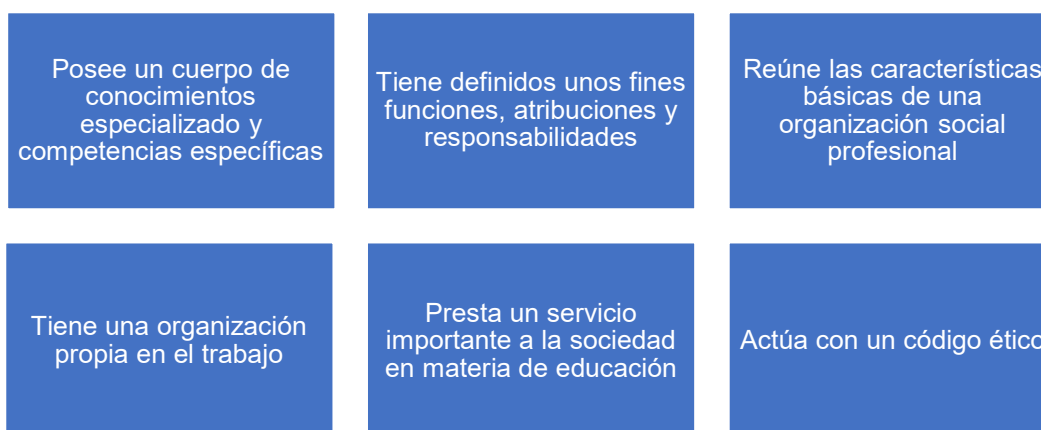 Posee un cuerpo de
conocimientos
especializado y
competencias específicas
Tiene definidos unos fines
funciones, atribuciones y
responsabilidades
Reúne las características
básicas de una
organización social
profesional
Tiene una organización
propia en el trabajo
Presta un servicio
importante a la sociedad
en materia de educación
Actúa con un código ético